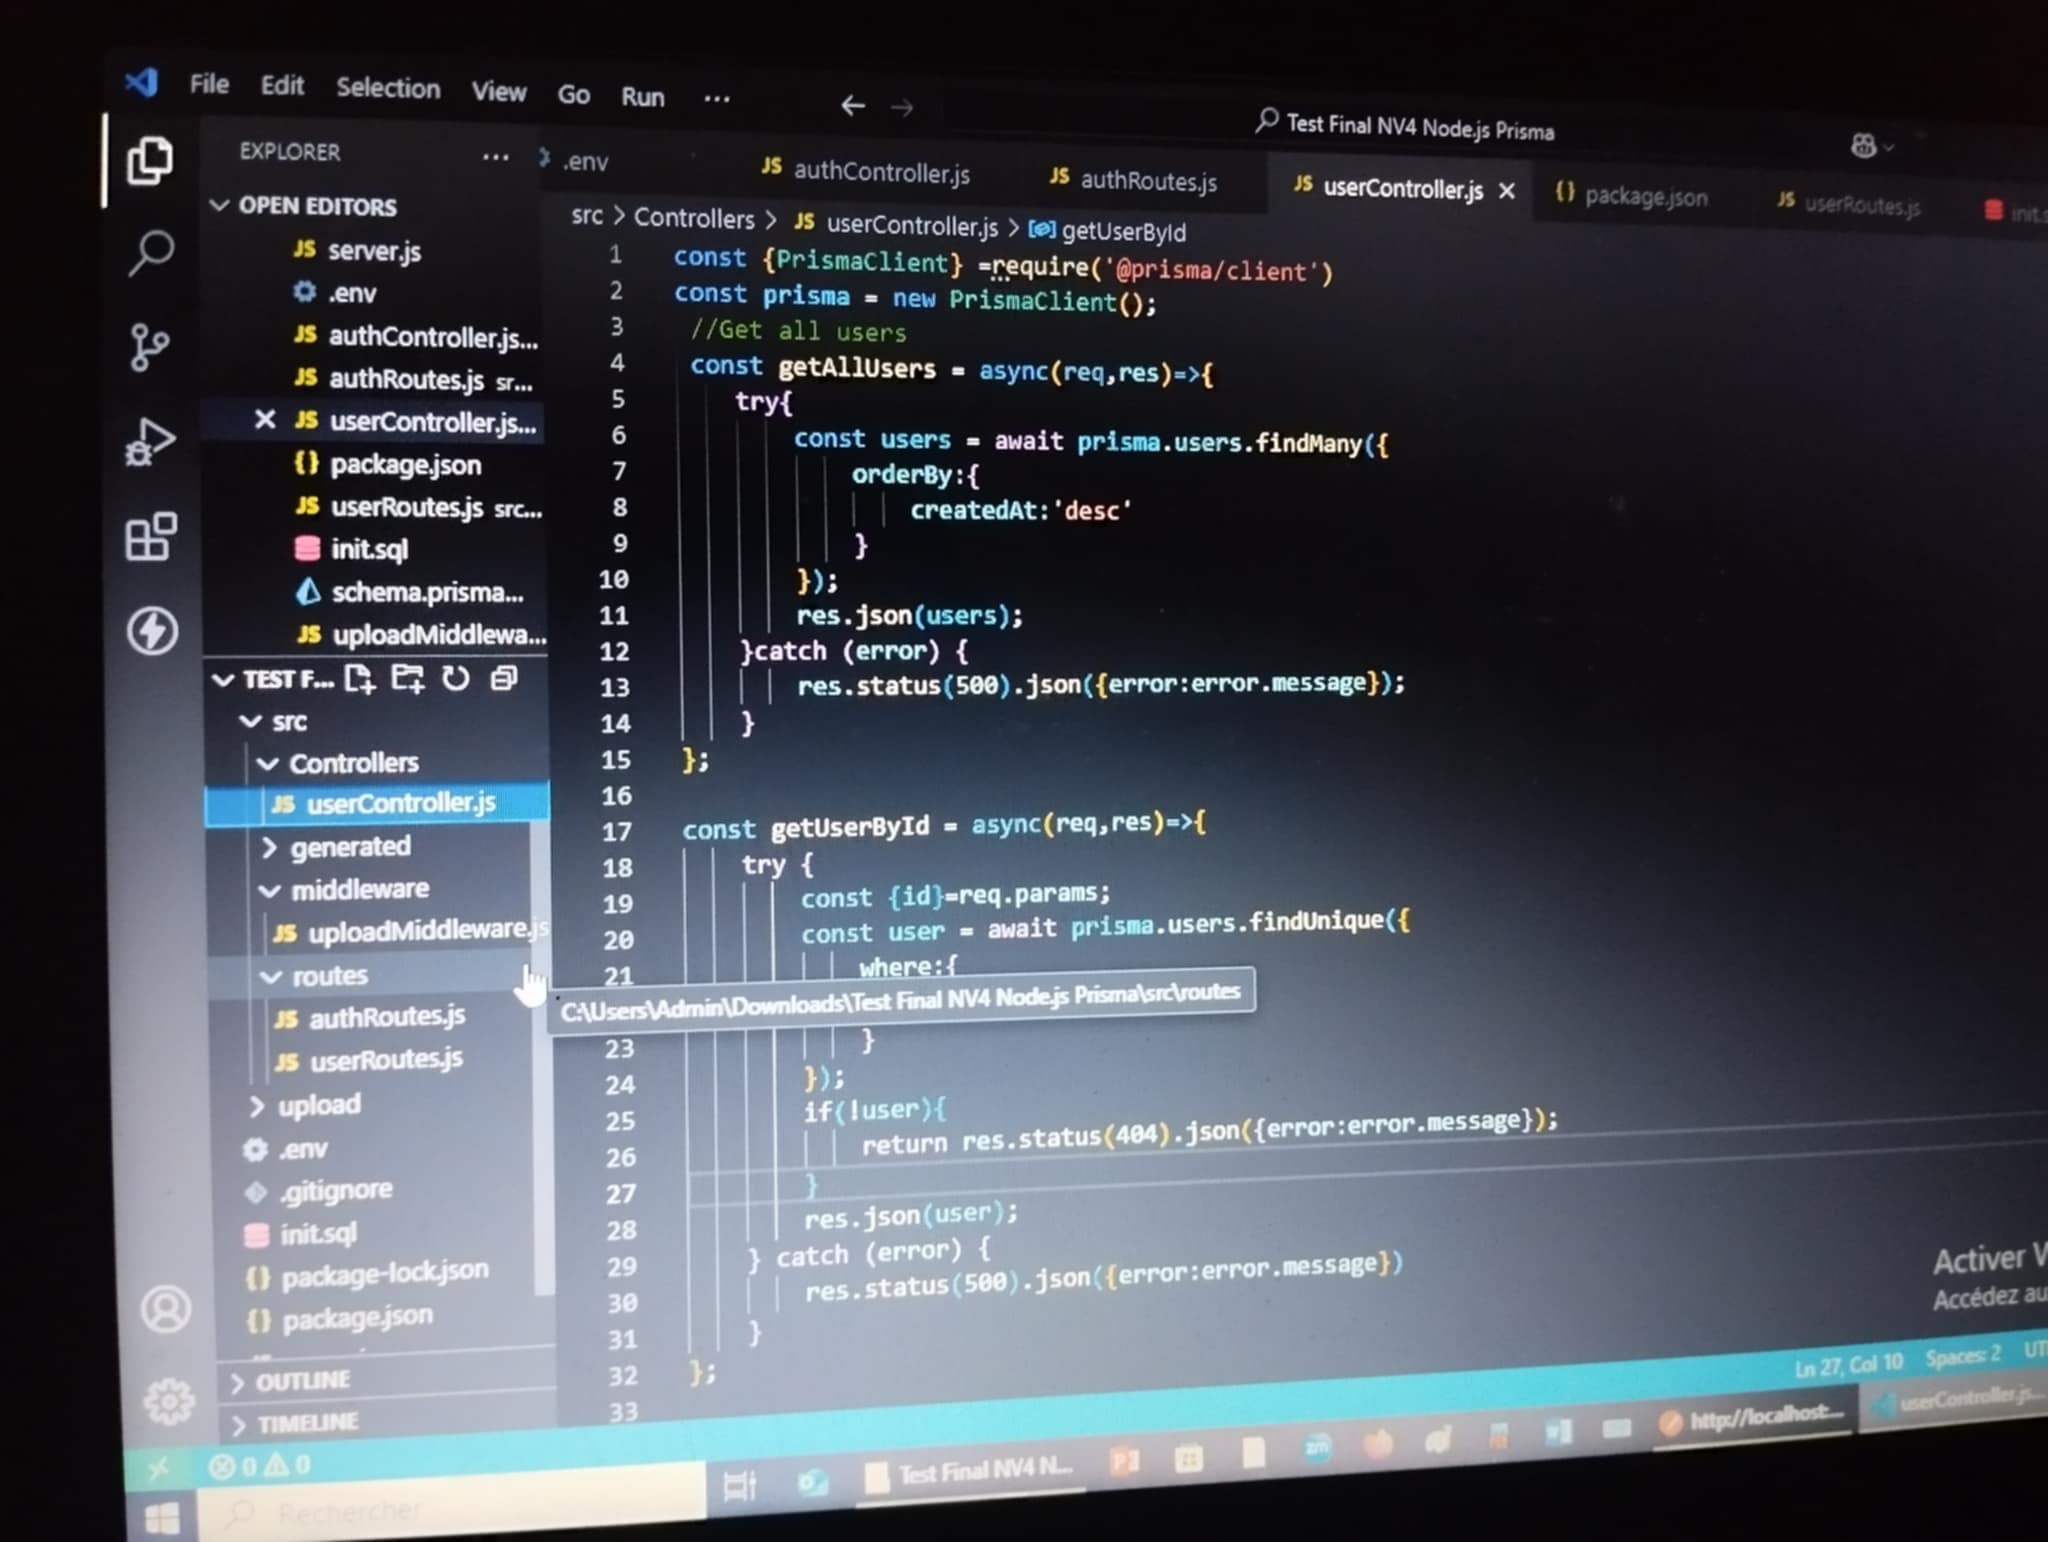 File Edit Selection View Go Run ...
Test Final NV4 Node.js Prisma
EXPLORER
.env
JS authController.js
JS authRoutes.js
JS userController.js
{} package.json
JS userRoutes.js
src > Controllers > JS userController.js > getUserById
OPEN EDITORS
JS server.js
.env
JS authController.js...
JS authRoutes.js sr...
JS userController.js...
{} package.json
JS userRoutes.js src...
init.sql
schema.prisma...
JS uploadMiddlewa...
TEST F...
src
Controllers
JS userController.js
generated
middleware
JS uploadMiddleware.js
routes
JS authRoutes.js
JS userRoutes.js
upload
.env
.gitignore
init.sql
{} package-lock.json
{} package.json
OUTLINE
TIMELINE
1 const {PrismaClient} =require('@prisma/client')
2 const prisma = new PrismaClient();
3 //Get all users
4 const getAllUsers = async(req,res)=>{
5 try{
6 const users = await prisma.users.findMany({
7 orderBy:{
8 createdAt:'desc'
9 }
10 });
11 res.json(users);
12 }catch (error) {
13 res.status(500).json({error:error.message});
14 }
15 };
16
17 const getUserById = async(req,res)=>{
18 try {
19 const {id}=req.params;
20 const user = await prisma.users.findUnique({
21 where:{
C:\Users\Admin\Downloads\Test Final NV4 Node.js Prisma\src\routes
23 }
24 });
25 if(!user){
26 return res.status(404).json({error:error.message});
27 }
28 res.json(user);
29 } catch (error) {
30 res.status(500).json({error:error.message})
31 }
32 };
33
Activer
Accédez au
0 0
Ln 27, Col 10 Spaces: 2
Rechercher
Test Final NV4 N...
zm
http://localhost:...
userController.js...